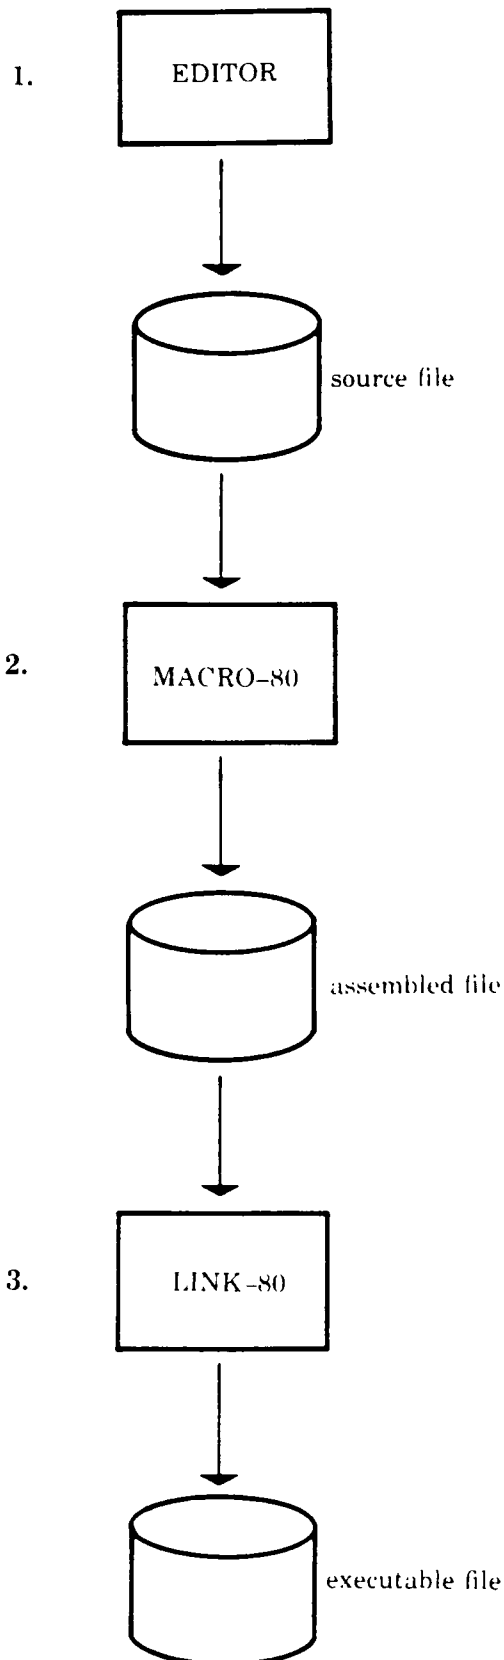 1.
EDITOR
source file
2.
MACRO-80
assembled file
3.
LINK-80
executable file